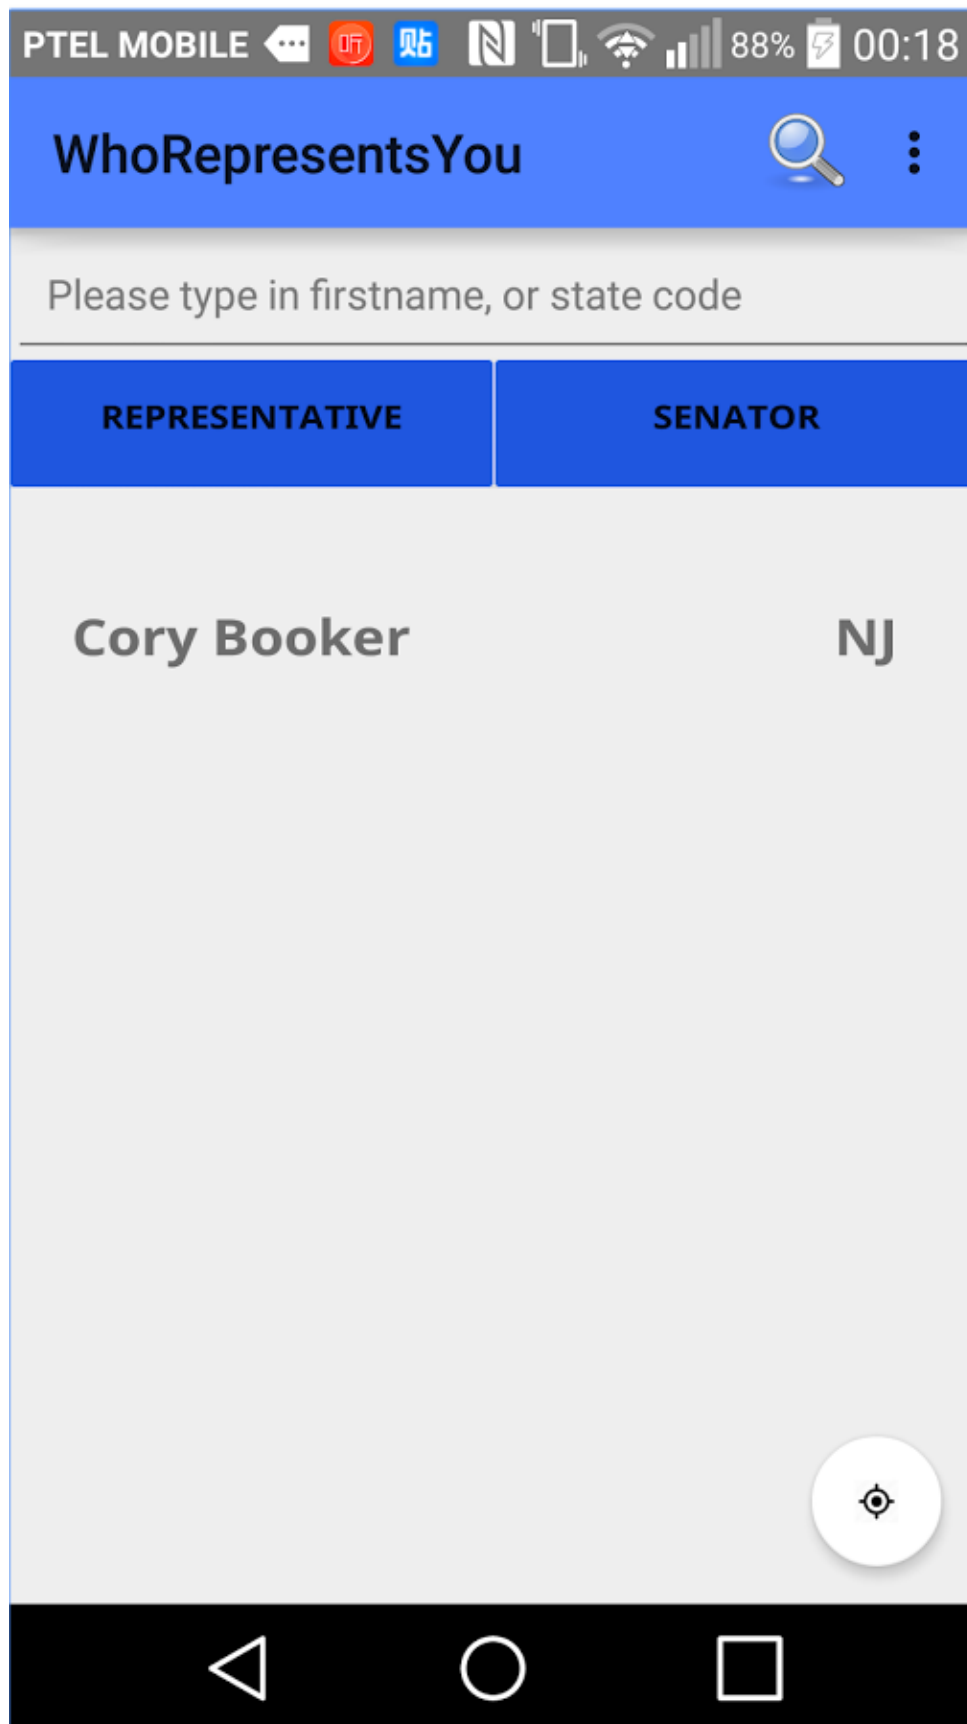 PTEL MOBILE 听 贴 88% 00:18
WhoRepresentsYou
Please type in firstname, or state code
REPRESENTATIVE SENATOR
Cory Booker NJ